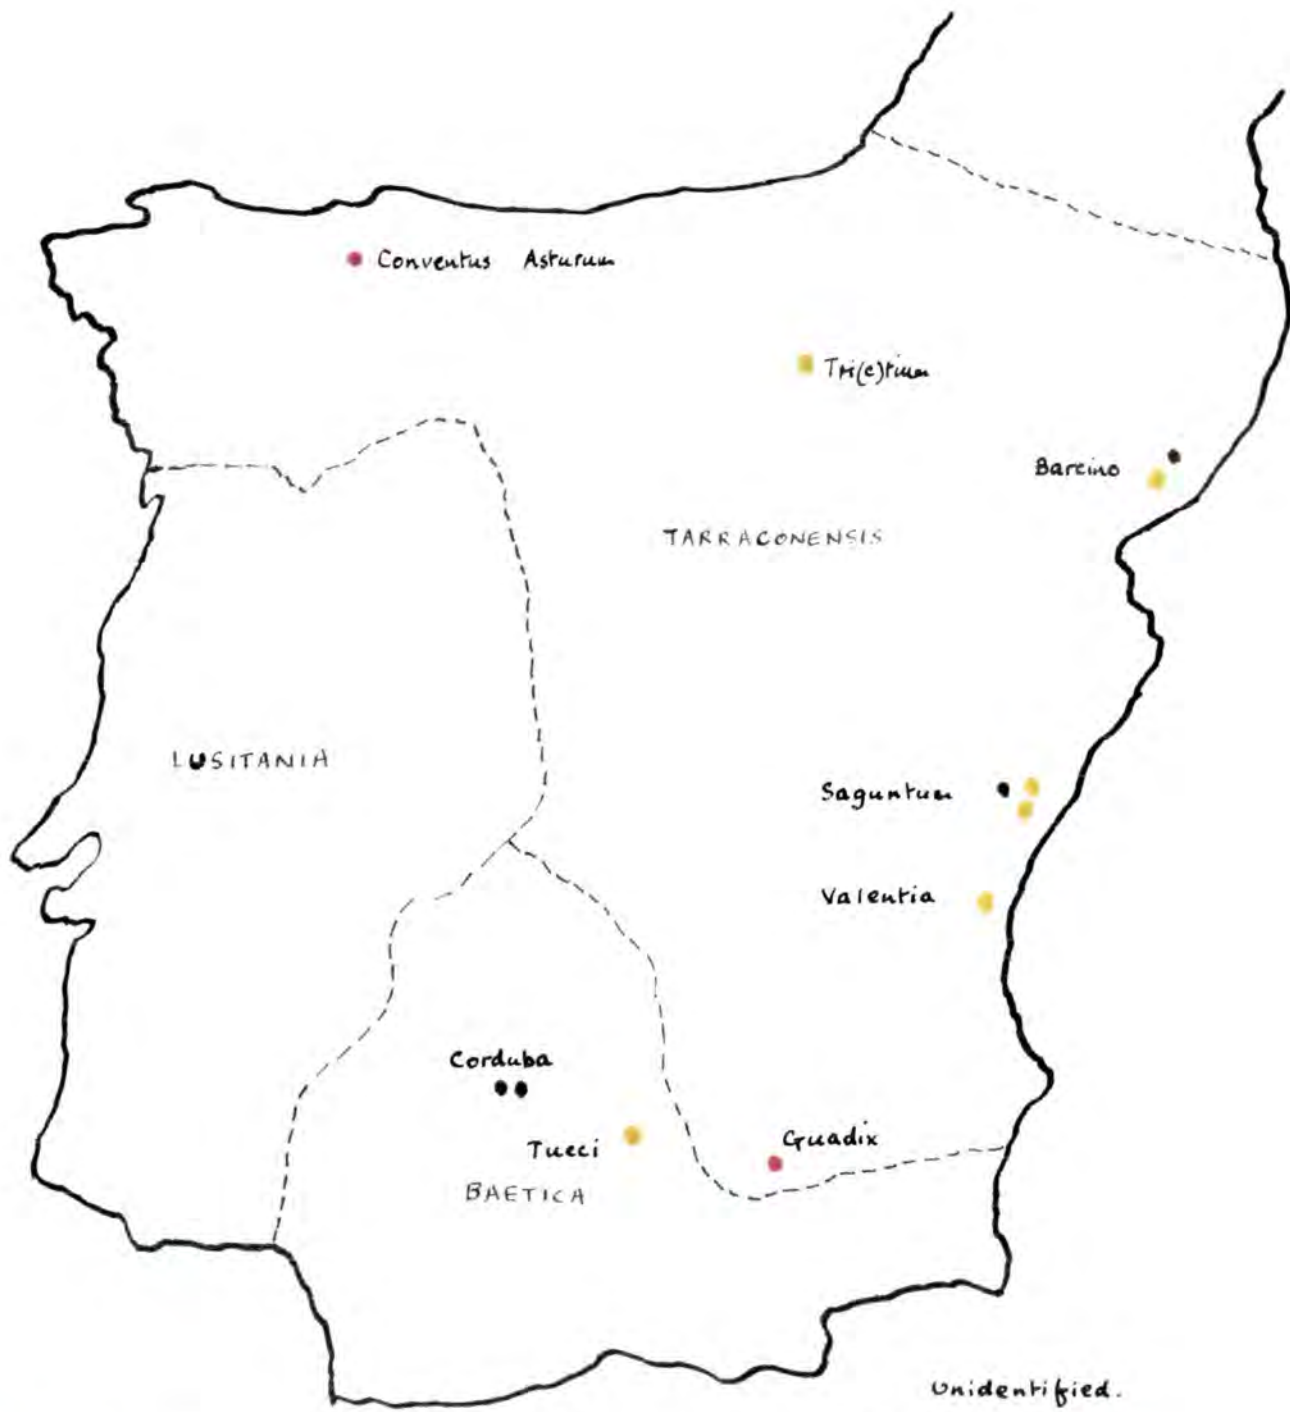 Conventus Asturum
Tri(c)tium
Barcino
TARRACONENSIS
LUSITANIA
Saguntum
Valentia
Corduba
Guadix
Tucci
BAETICA
Unidentified.